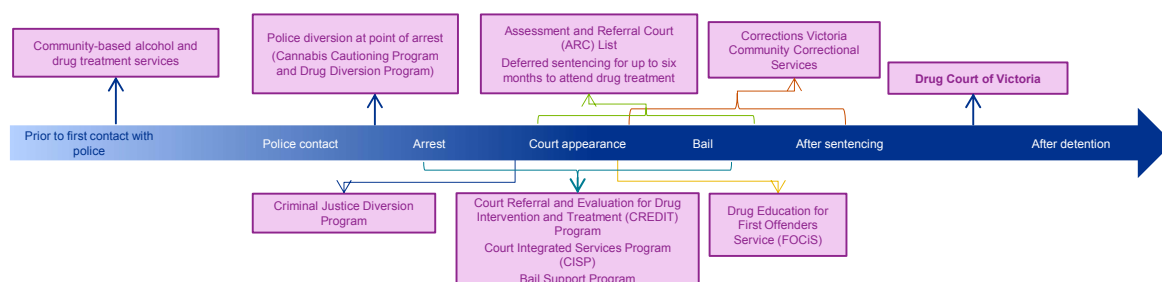 Community-based alcohol and
drug treatment services
Police diversion at point of arrest
(Cannabis Cautioning Program
and Drug Diversion Program)
Assessment and Referral Court
(ARC) List
Deferred sentencing for up to six
months to attend drug treatment
Corrections Victoria
Community Correctional
Services
Drug Court of Victoria
Prior to first contact with
police
Police contact
Arrest
Court appearance
Bail
After sentencing
After detention
Criminal Justice Diversion
Program
Court Referral and Evaluation for Drug
Intervention and Treatment (CREDIT)
Program
Court Integrated Services Program
(CISP)
Bail Support Program
Drug Education for
First Offenders
Service (FOCiS)